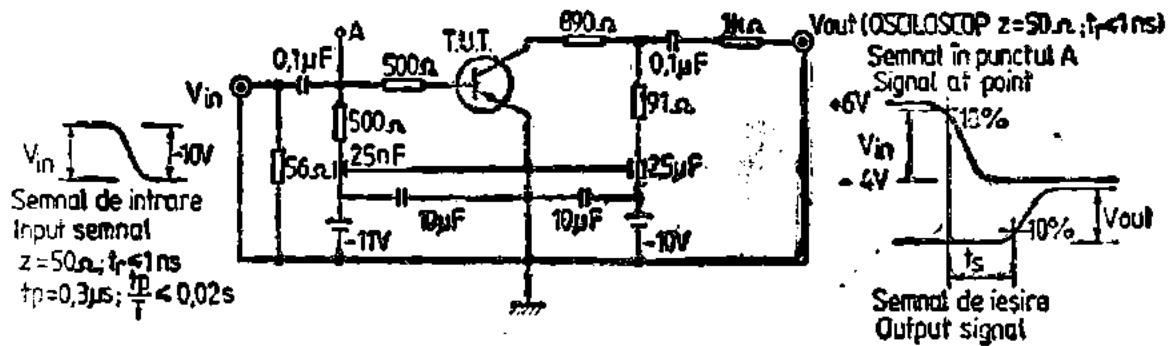 A
0,1µF
T.U.T.
500Ω
890Ω
0,1µF
1kΩ
Vout (OSCILOSCOP z=50Ω; tr<1ns)
Semnal în punctul A
Signal at point
+6V
10%
Vin
-4V
10%
Vout
ts
Semnal de ieșire
Output signal
Vin
500Ω
91Ω
56Ω
25nF
25µF
10µF
10µF
-11V
-10V
Vin
-10V
Semnal de intrare
Input semnal
z=50Ω; tr<1ns
tp=0,3µs; tp/T < 0,02s